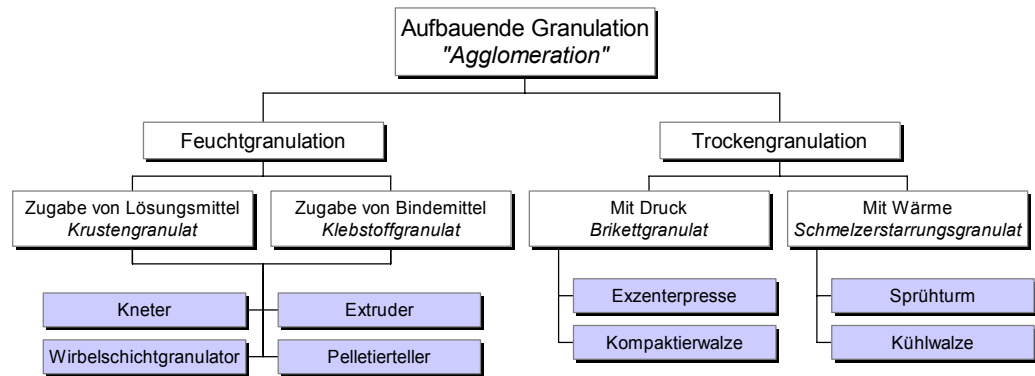 Aufbauende Granulation
"Agglomeration"
Feuchtgranulation
Trockengranulation
Zugabe von Lösungsmittel
Krustengranulat
Zugabe von Bindemittel
Klebstoffgranulat
Mit Druck
Brikettgranulat
Mit Wärme
Schmelzerstarrungsgranulat
Kneter
Extruder
Wirbelschichtgranulator
Pelletierteller
Exzenterpresse
Kompaktierwalze
Sprühturm
Kühlwalze